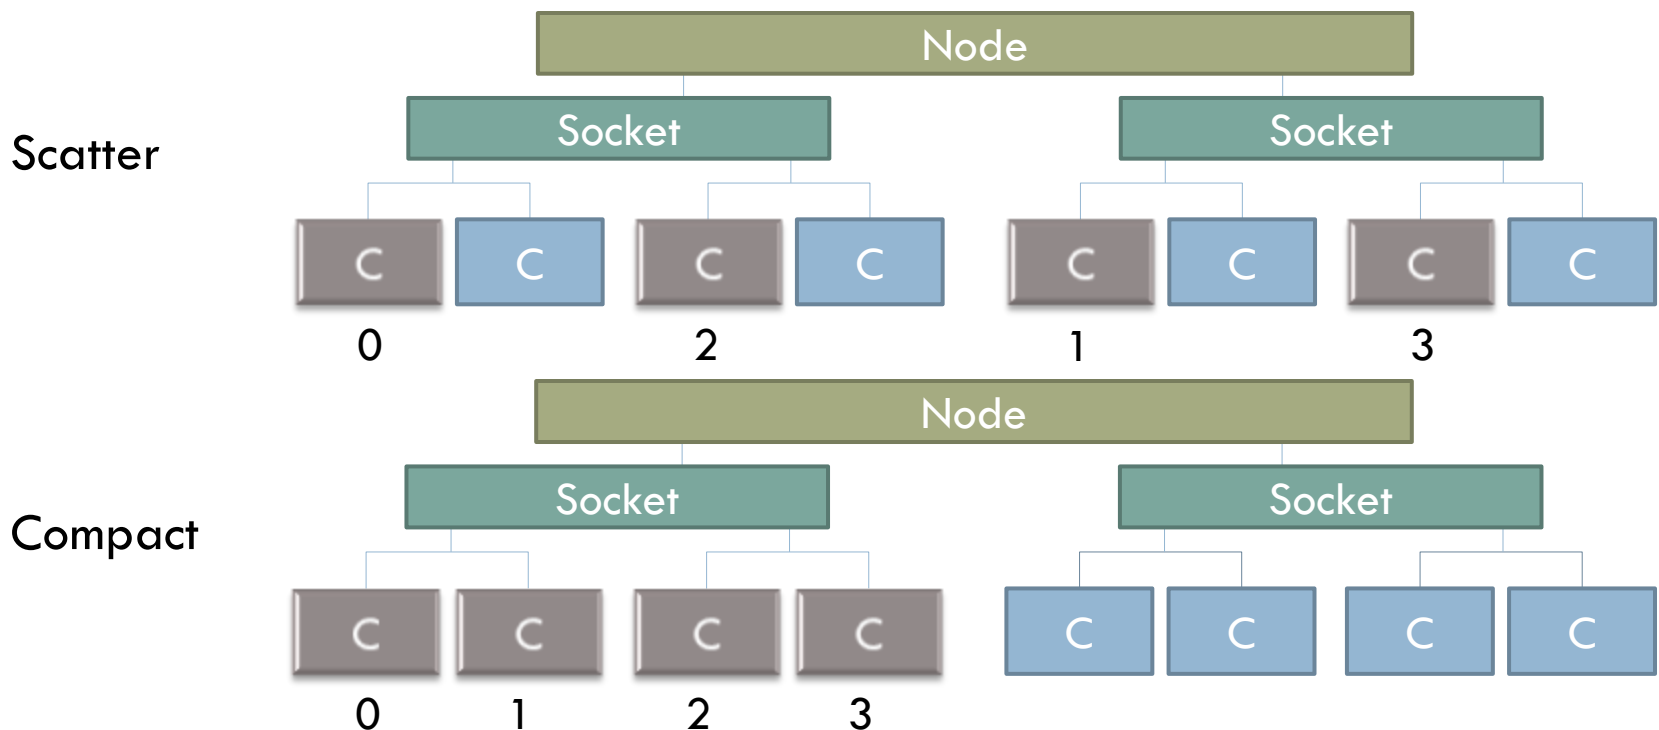 Node
Scatter
Socket Socket
C C C C C C C C
0 2 1 3
Node
Compact
Socket Socket
C C C C C C C C
0 1 2 3